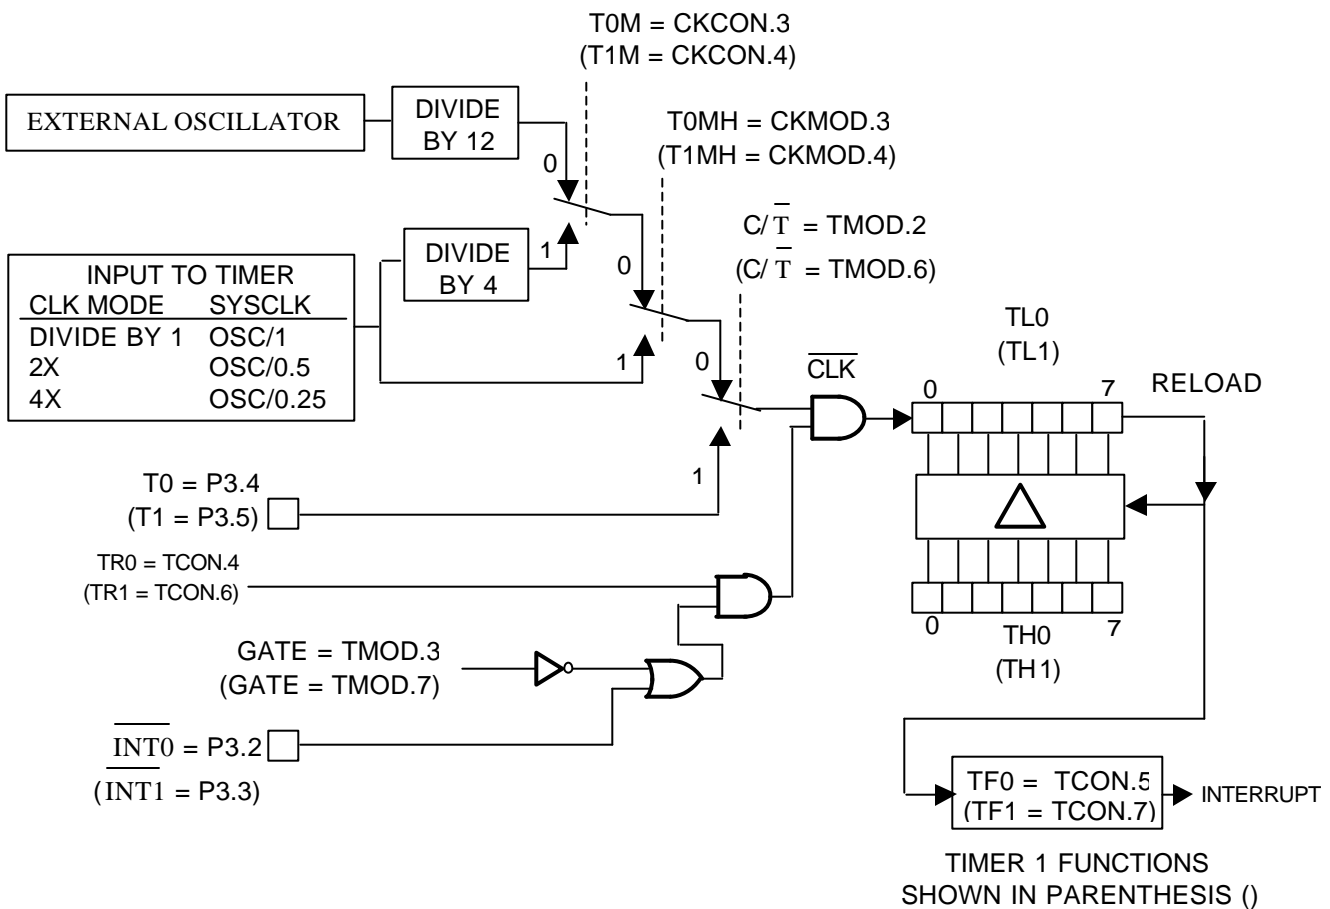 T0M = CKCON.3
(T1M = CKCON.4)
EXTERNAL OSCILLATOR
DIVIDE
BY 12
T0MH = CKMOD.3
(T1MH = CKMOD.4)
0
C/T̅ = TMOD.2
(C/T̅ = TMOD.6)
DIVIDE
BY 4
1
0
INPUT TO TIMER
CLK MODE SYSCLK
DIVIDE BY 1 OSC/1
2X OSC/0.5
4X OSC/0.25
1
0
C̅L̅K̅
TL0
(TL1)
0 7
RELOAD
1
T0 = P3.4
(T1 = P3.5)
TR0 = TCON.4
(TR1 = TCON.6)
0 7
TH0
(TH1)
GATE = TMOD.3
(GATE = TMOD.7)
I̅N̅T̅0̅ = P3.2
(I̅N̅T̅1̅ = P3.3)
TF0 = TCON.5
(TF1 = TCON.7)
INTERRUPT
TIMER 1 FUNCTIONS
SHOWN IN PARENTHESIS ()